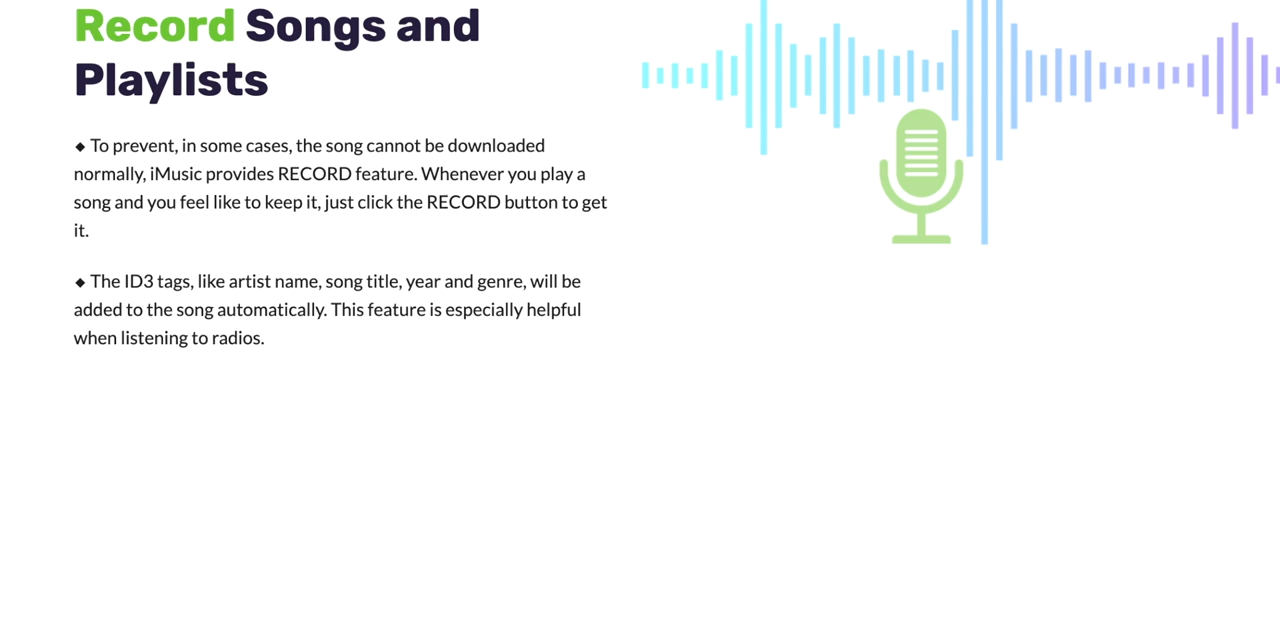 Record Songs and
Playlists
◆ To prevent, in some cases, the song cannot be downloaded
normally, iMusic provides RECORD feature. Whenever you play a
song and you feel like to keep it, just click the RECORD button to get
it.
◆ The ID3 tags, like artist name, song title, year and genre, will be
added to the song automatically. This feature is especially helpful
when listening to radios.